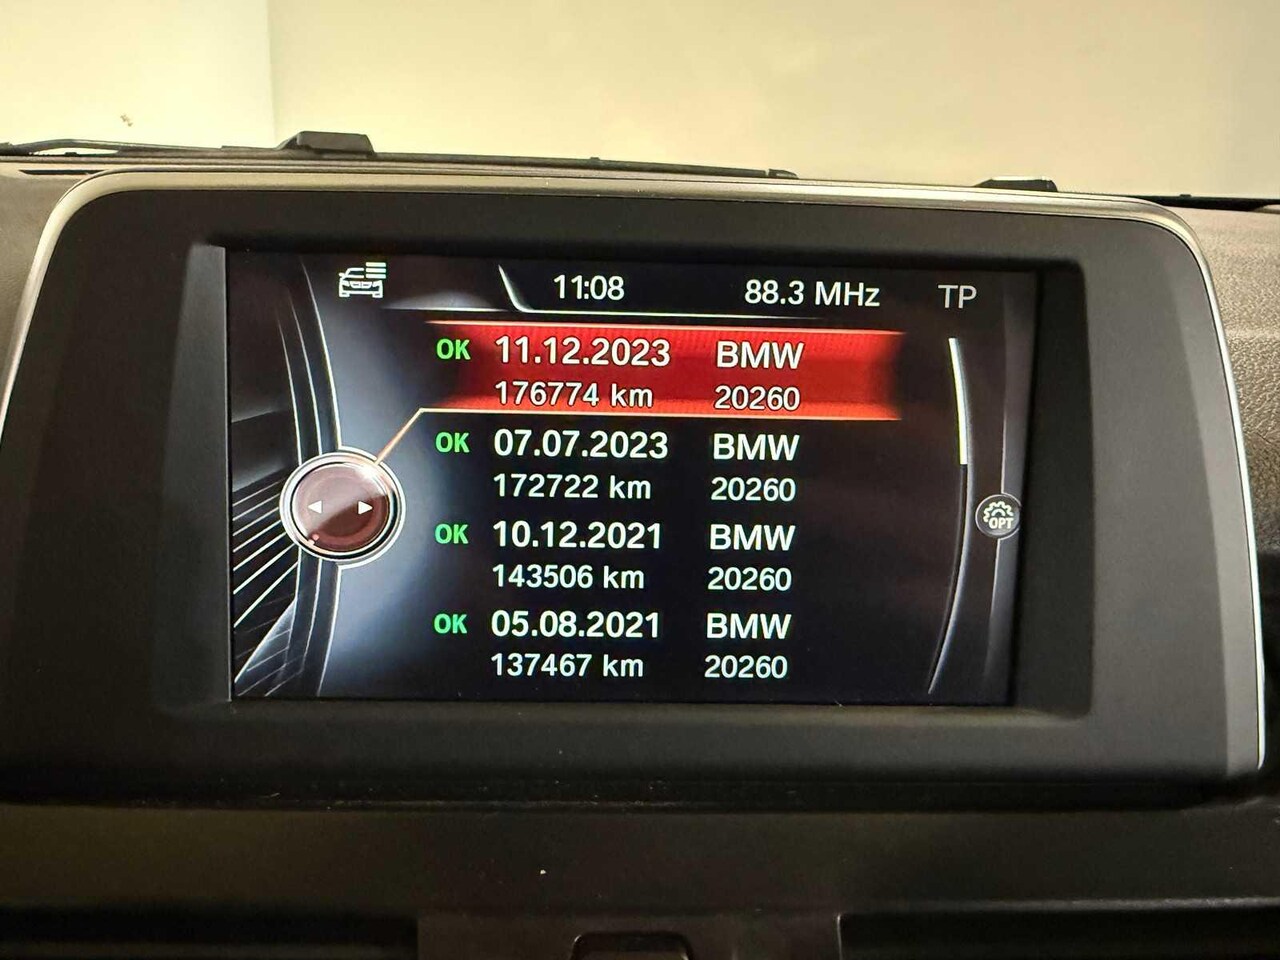 11:08 88.3 MHz TP
OK 11.12.2023 BMW
176774 km 20260
OK 07.07.2023 BMW
172722 km 20260
OK 10.12.2021 BMW
143506 km 20260
OK 05.08.2021 BMW
137467 km 20260
OPT